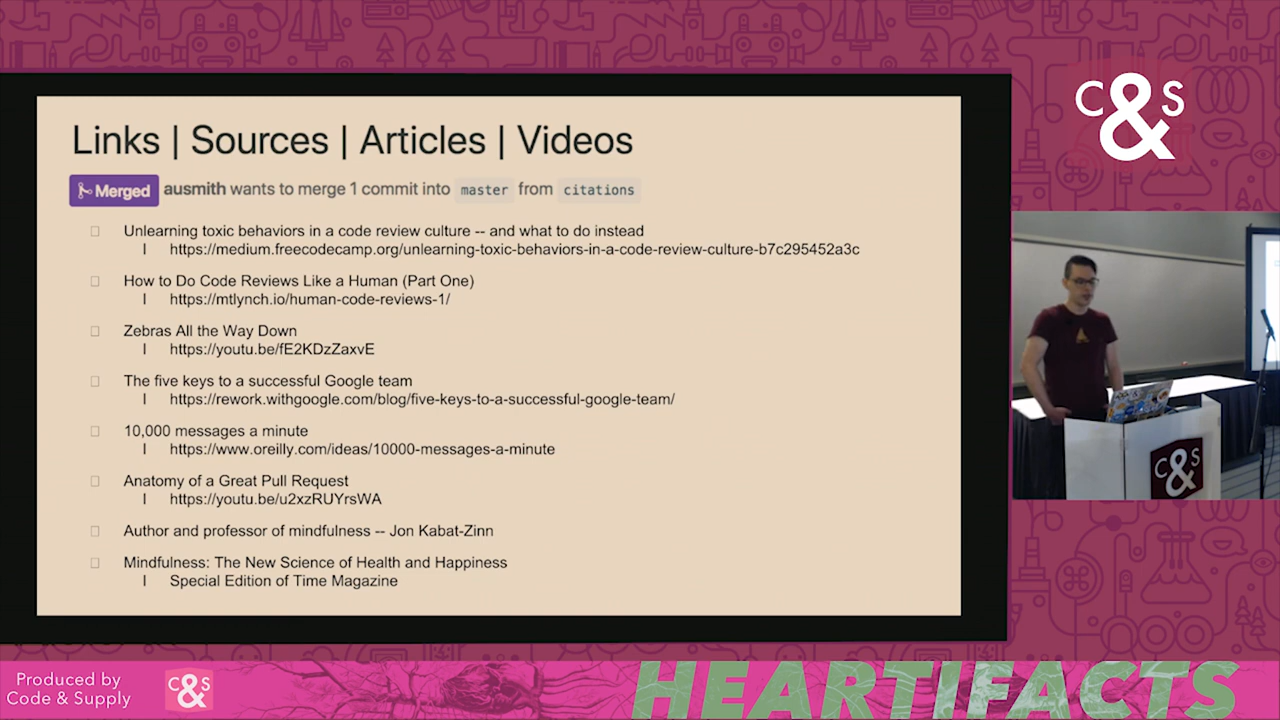 Links | Sources | Articles | Videos
Merged ausmith wants to merge 1 commit into master from citations
Unlearning toxic behaviors in a code review culture -- and what to do instead
https://medium.freecodecamp.org/unlearning-toxic-behaviors-in-a-code-review-culture-b7c295452a3c
How to Do Code Reviews Like a Human (Part One)
https://mtlynch.io/human-code-reviews-1/
Zebras All the Way Down
https://youtu.be/fE2KDzZaxvE
The five keys to a successful Google team
https://rework.withgoogle.com/blog/five-keys-to-a-successful-google-team/
10,000 messages a minute
https://www.oreilly.com/ideas/10000-messages-a-minute
Anatomy of a Great Pull Request
https://youtu.be/u2xzRUYrsWA
Author and professor of mindfulness -- Jon Kabat-Zinn
Mindfulness: The New Science of Health and Happiness
Special Edition of Time Magazine
C&S
C&S
Produced by
Code & Supply
C&S
HEARTIFACTS